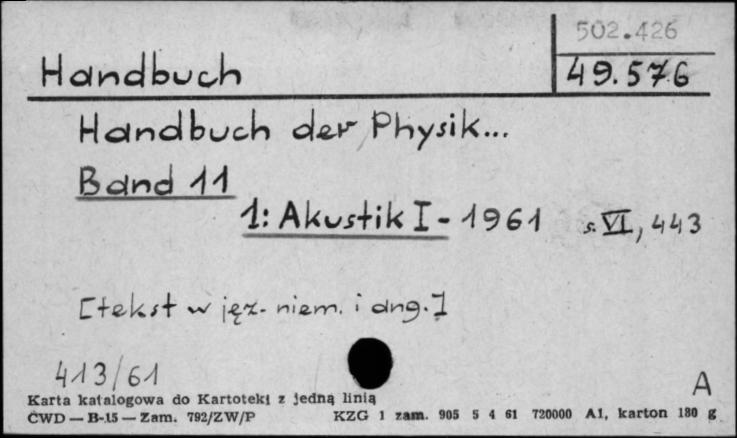 502.426
Handbuch
49.576
Handbuch der Physik...
Band 11
1: Akustik I - 1961 s. VI, 443
[tekst w jęz. niem. i ang.]
413/61
A
Karta katalogowa do Kartoteki z jedną linią
CWD — B-15 — Zam. 792/ZW/P KZG 1 zam. 905 5 4 61 720000 A1, karton 180 g